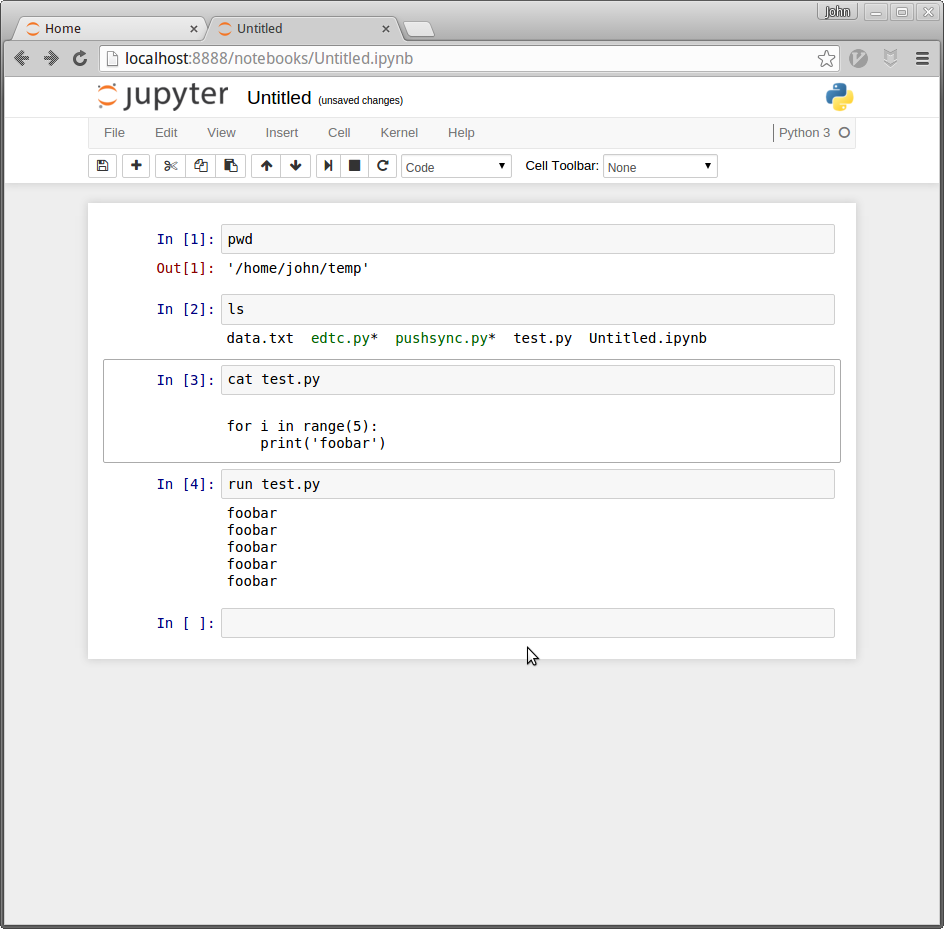 John
Home
Untitled
localhost:8888/notebooks/Untitled.ipynb
jupyter Untitled (unsaved changes)
File Edit View Insert Cell Kernel Help Python 3
Code Cell Toolbar: None
In [1]: pwd
Out[1]: '/home/john/temp'
In [2]: ls
data.txt edtc.py* pushsync.py* test.py Untitled.ipynb
In [3]: cat test.py
for i in range(5):
    print('foobar')
In [4]: run test.py
foobar
foobar
foobar
foobar
foobar
In [ ]: